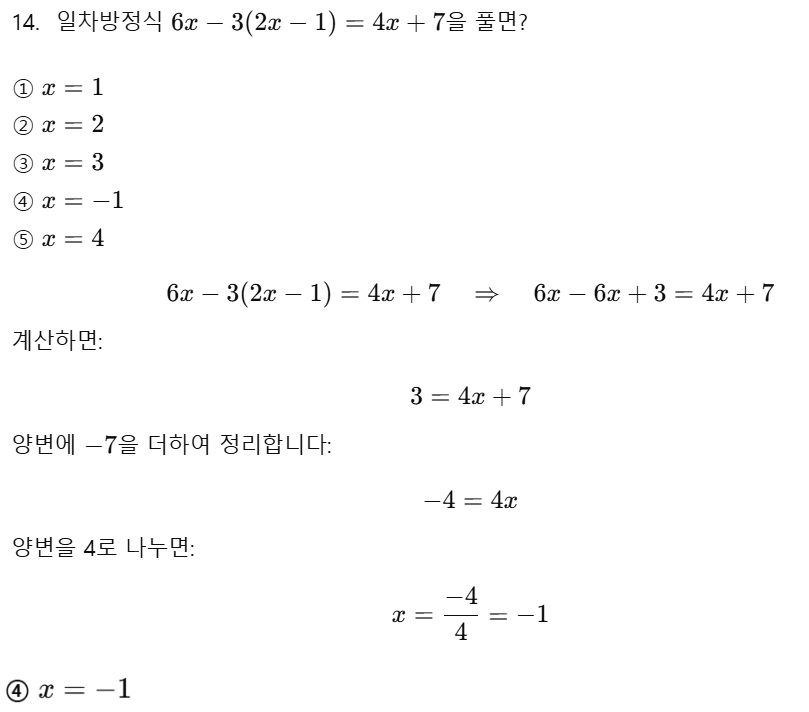 14. 일차방정식 6x − 3(2x − 1) = 4x + 7을 풀면?
① x = 1
② x = 2
③ x = 3
④ x = −1
⑤ x = 4
6x − 3(2x − 1) = 4x + 7 ⇒ 6x − 6x + 3 = 4x + 7
계산하면:
3 = 4x + 7
양변에 −7을 더하여 정리합니다:
−4 = 4x
양변을 4로 나누면:
x = \frac{−4}{4} = −1
④ x = −1